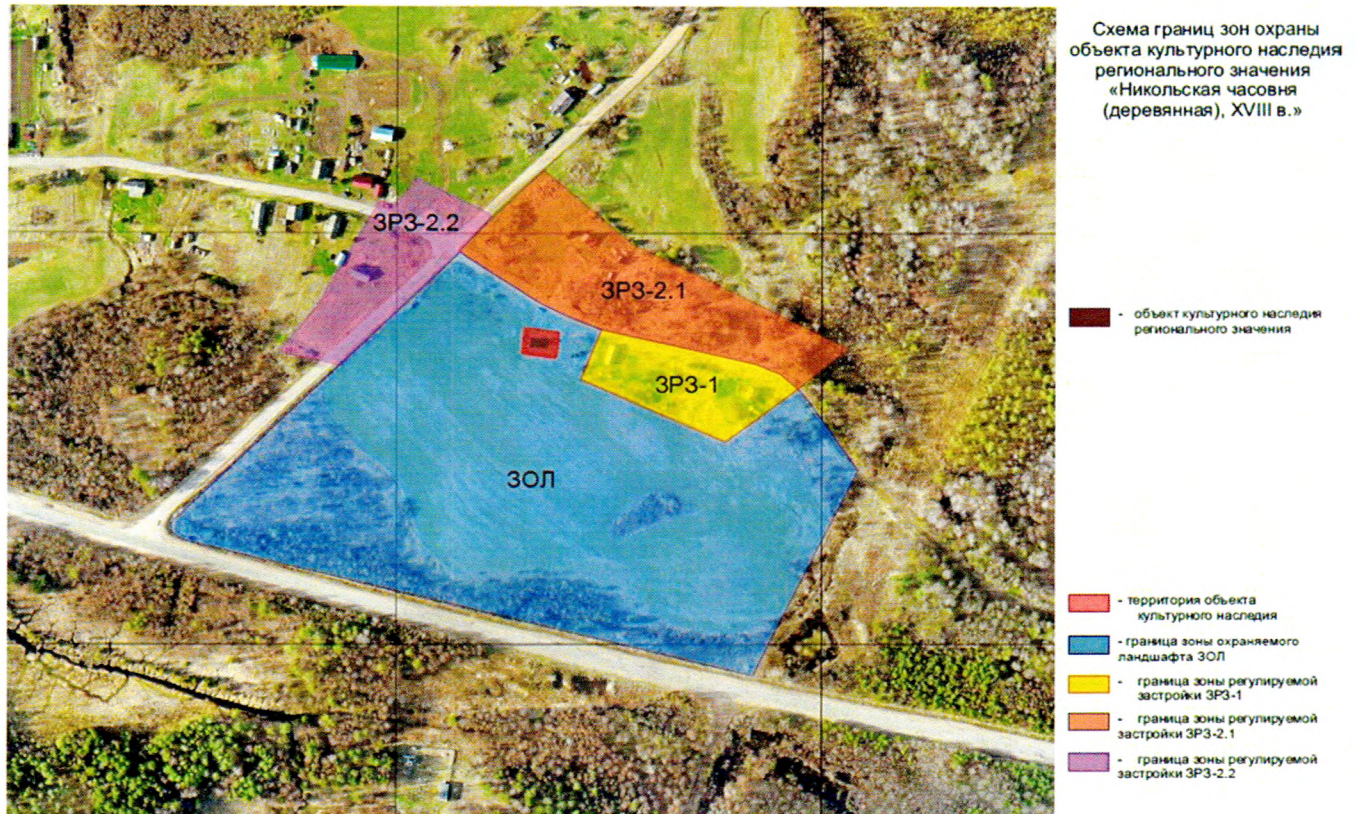 Схема границ зон охраны
объекта культурного наследия
регионального значения
«Никольская часовня
(деревянная), XVIII в.»
ЗРЗ-2.2
ЗРЗ-2.1
ЗРЗ-1
ЗОЛ
- объект культурного наследия
регионального значения
- территория объекта
культурного наследия
- граница зоны охраняемого
ландшафта ЗОЛ
- граница зоны регулируемой
застройки ЗРЗ-1
- граница зоны регулируемой
застройки ЗРЗ-2.1
- граница зоны регулируемой
застройки ЗРЗ-2.2